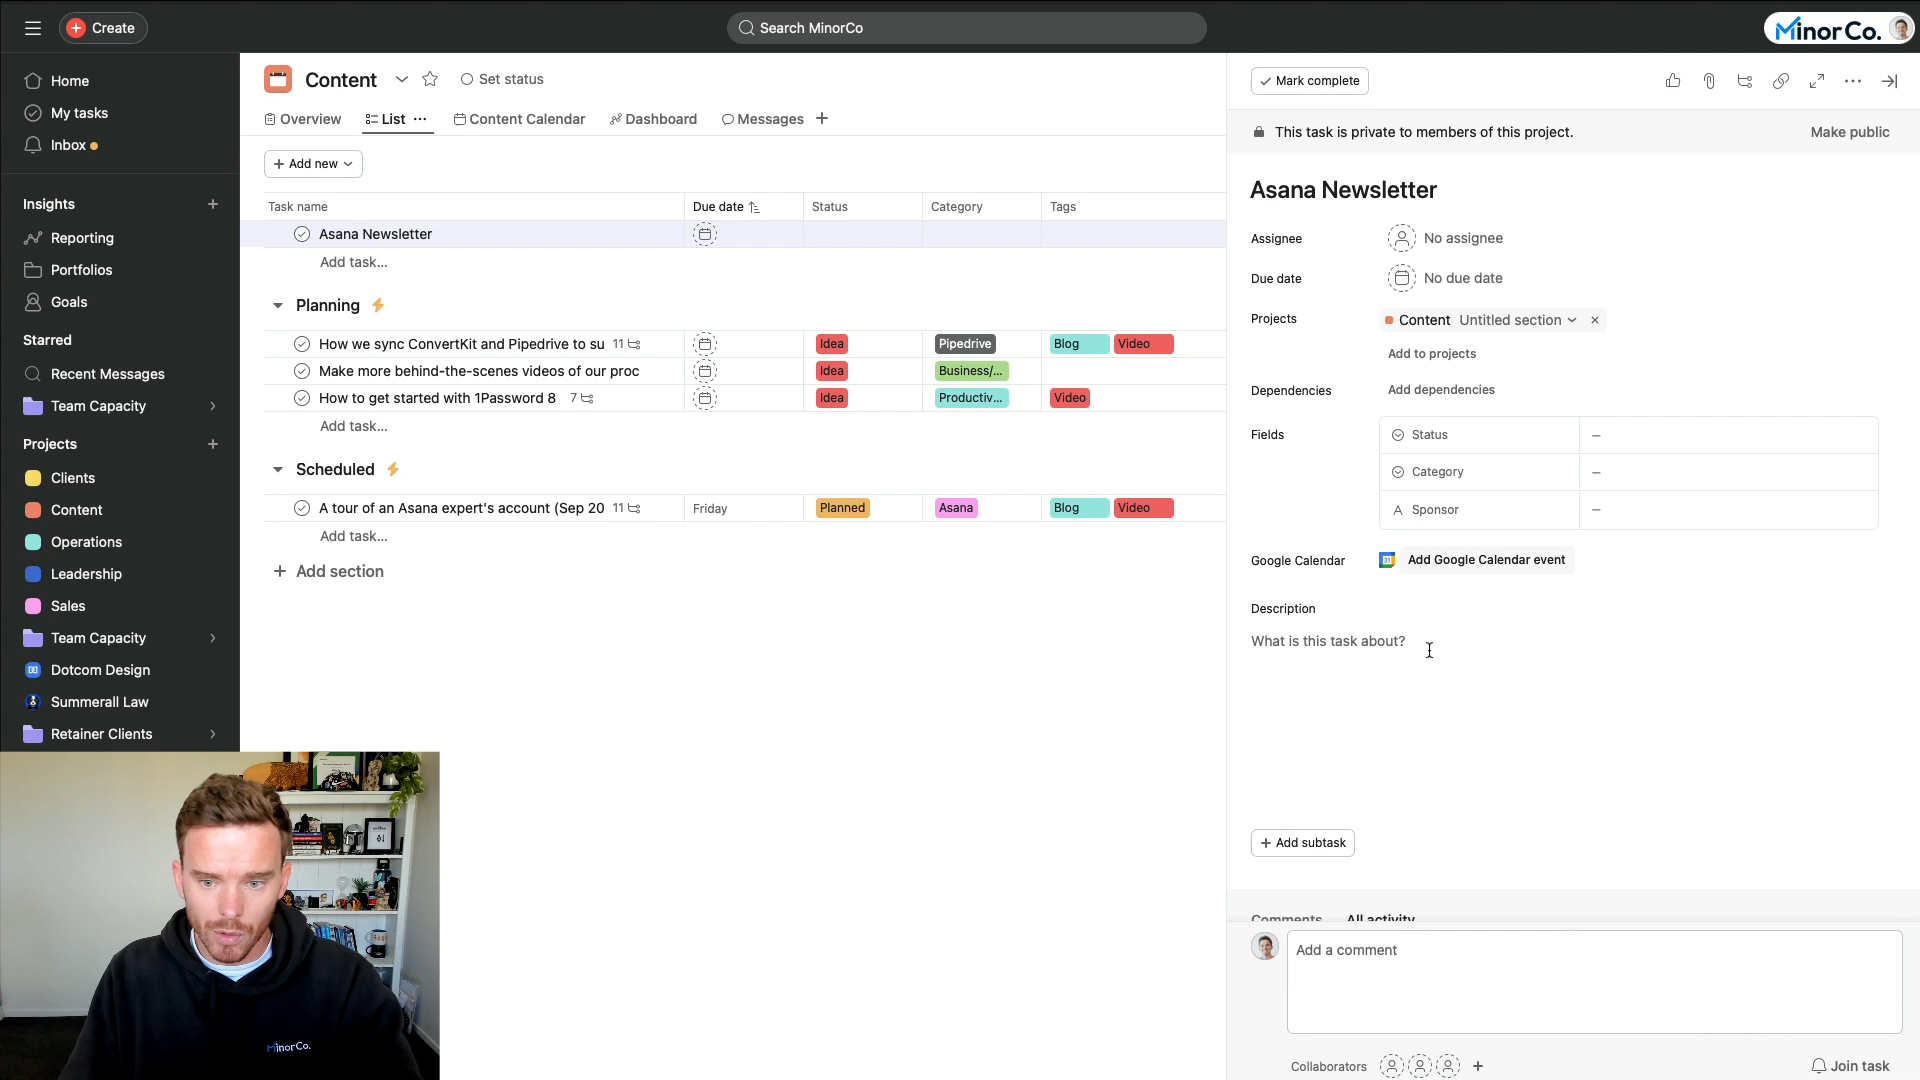 Create
Search MinorCo
MinorCo.
Home
My tasks
Inbox
Insights
Reporting
Portfolios
Goals
Starred
Recent Messages
Team Capacity
Projects
Clients
Content
Operations
Leadership
Sales
Team Capacity
Dotcom Design
Summerall Law
Retainer Clients
Content
Set status
Overview
List
Content Calendar
Dashboard
Messages
Add new
Task name Due date Status Category Tags
Asana Newsletter
Add task...
Planning
How we sync ConvertKit and Pipedrive to su 11 Idea Pipedrive Blog Video
Make more behind-the-scenes videos of our proc Idea Business/...
How to get started with 1Password 8 7 Idea Productiv... Video
Add task...
Scheduled
A tour of an Asana expert's account (Sep 20 11 Friday Planned Asana Blog Video
Add task...
Add section
Mark complete
This task is private to members of this project. Make public
Asana Newsletter
Assignee No assignee
Due date No due date
Projects Content Untitled section
Add to projects
Dependencies Add dependencies
Fields Status –
Category –
Sponsor –
Google Calendar 31 Add Google Calendar event
Description
What is this task about?
Add subtask
Comments All activity
Add a comment
Collaborators
Join task
MinorCo.